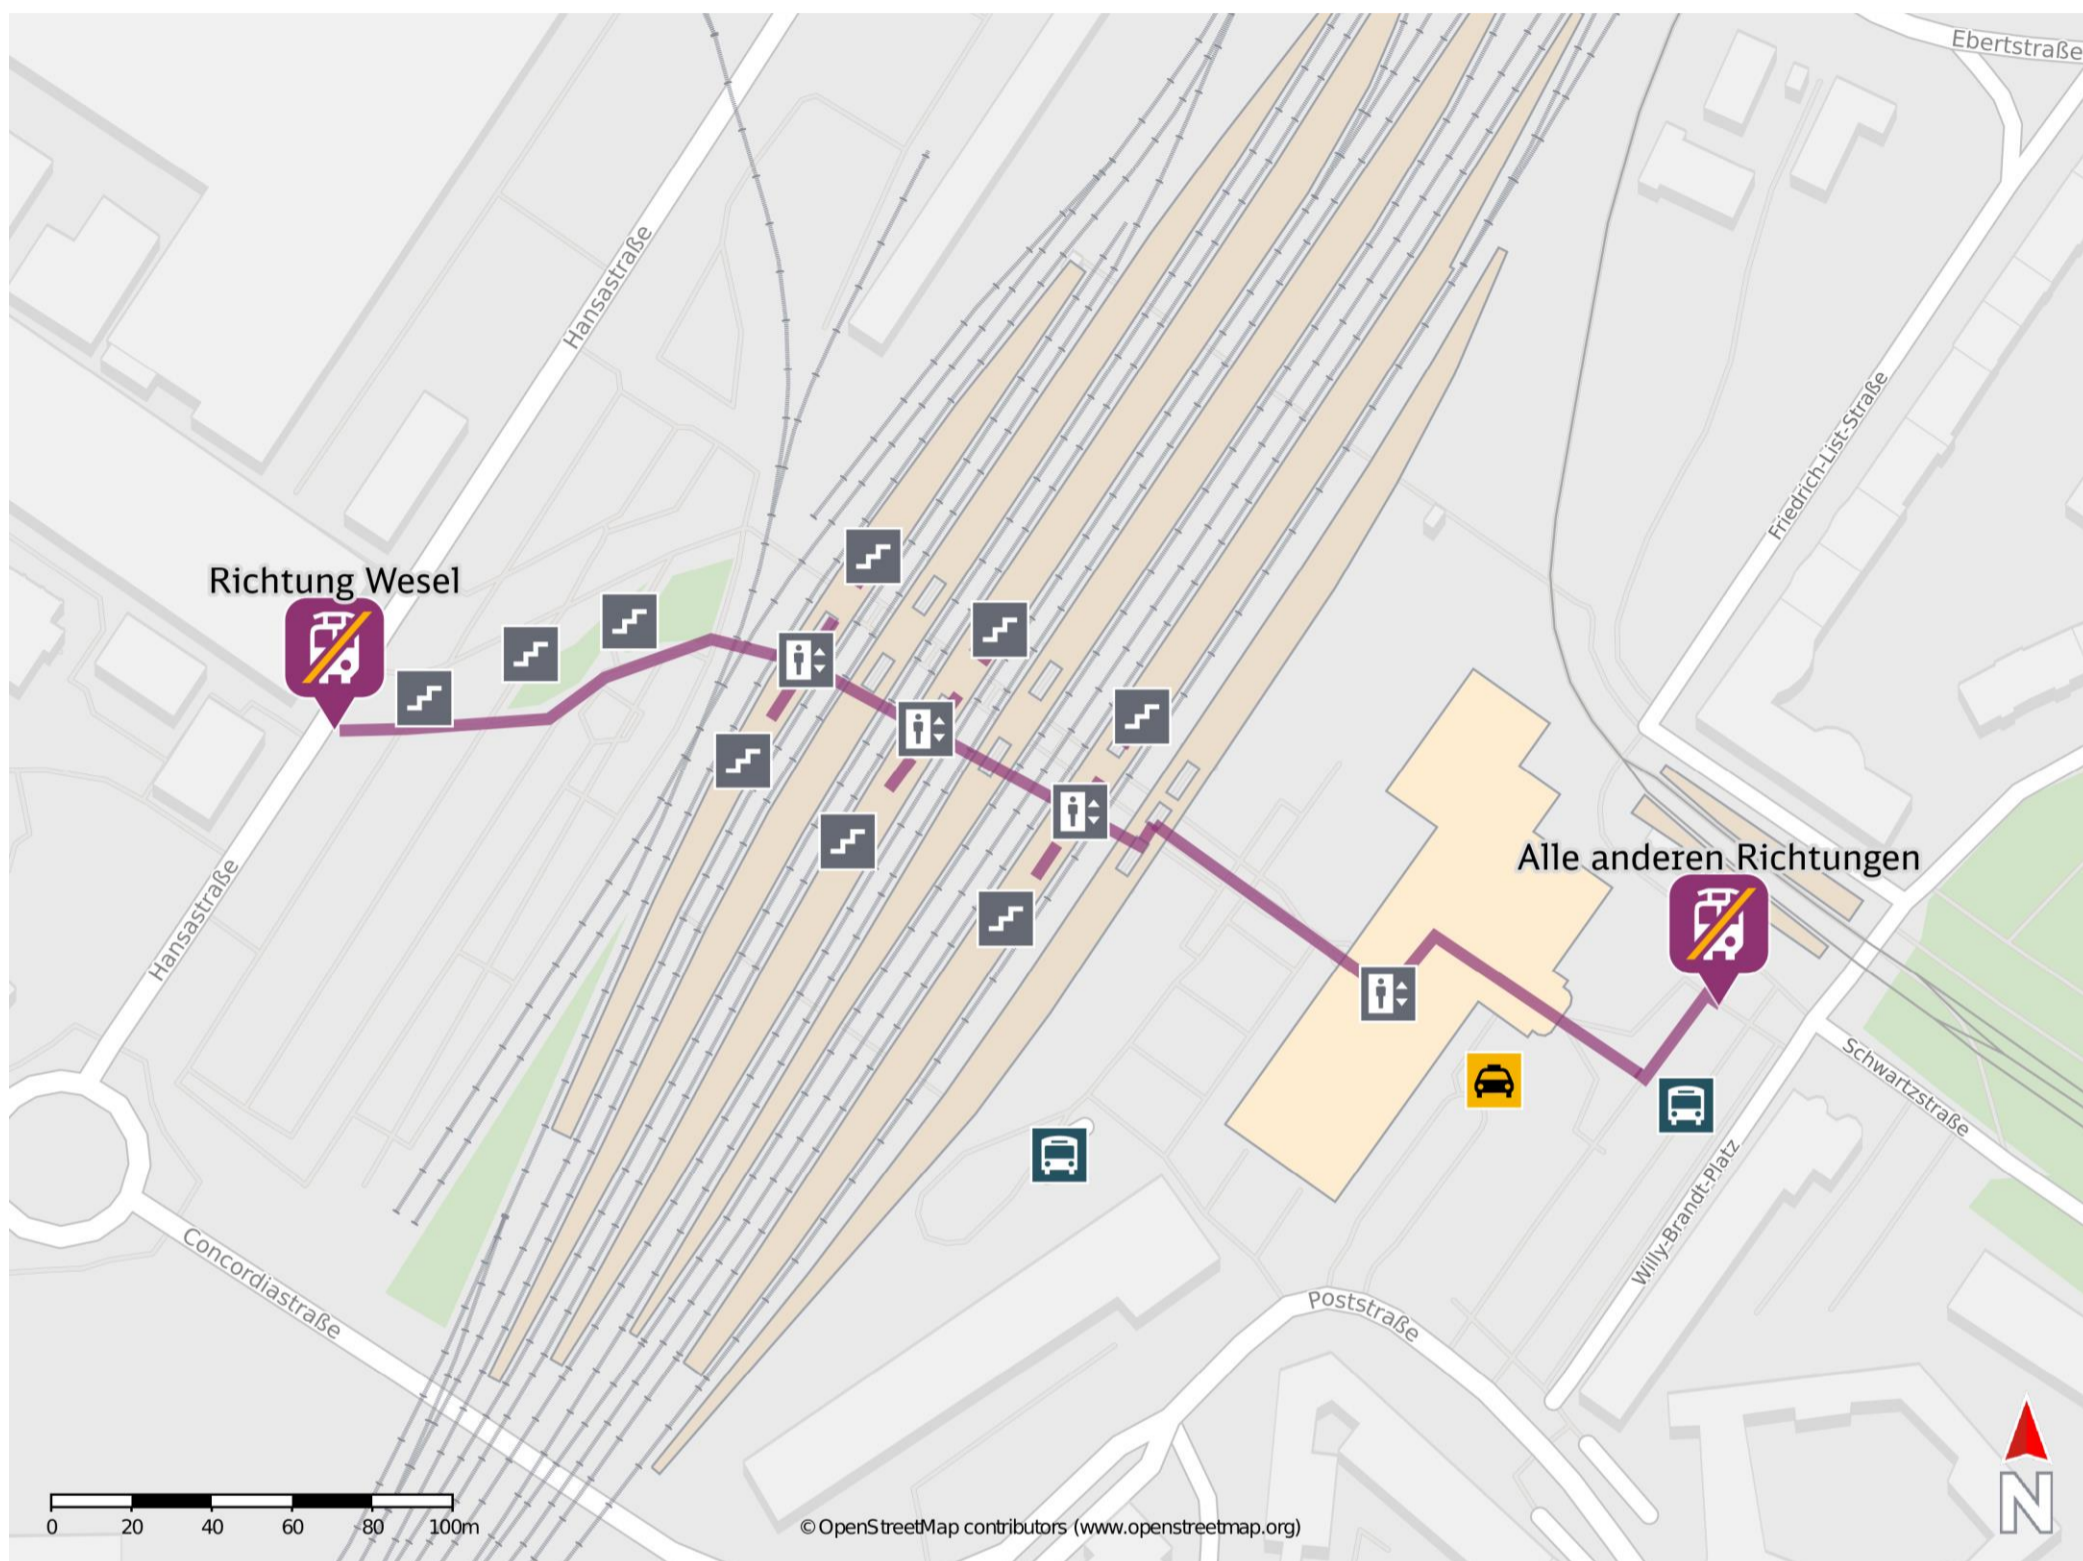 Ebertstraße
Hansastraße
Friedrich-List-Straße
Richtung Wesel
Alle anderen Richtungen
Hansastraße
Schwartzstraße
Willy-Brandt-Platz
Concordiastraße
Poststraße
N
0 20 40 60 80 100m
© OpenStreetMap contributors (www.openstreetmap.org)